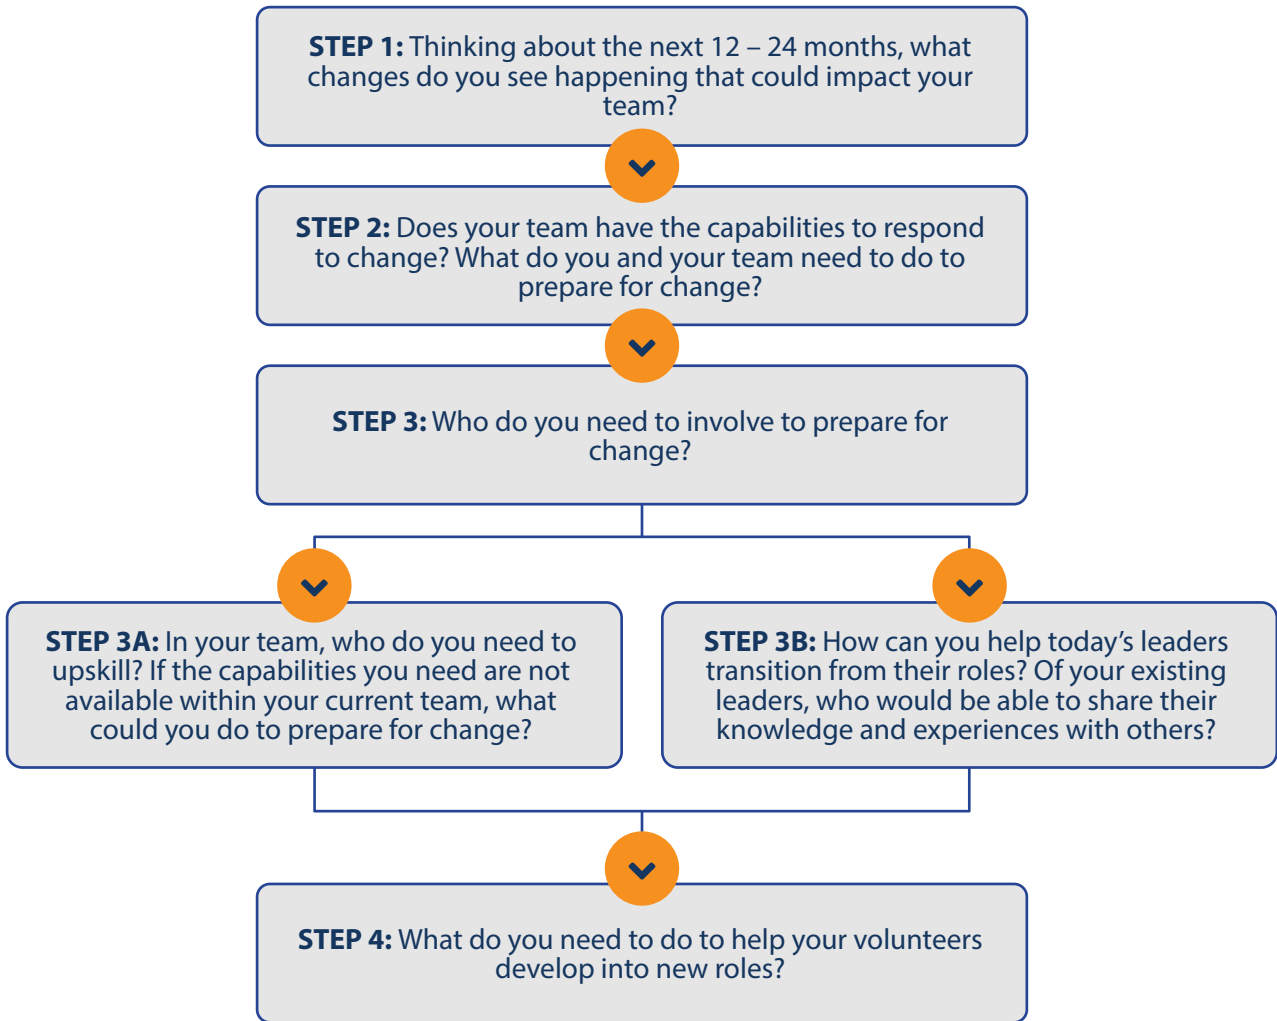 STEP 1: Thinking about the next 12 – 24 months, what
changes do you see happening that could impact your
team?
STEP 2: Does your team have the capabilities to respond
to change? What do you and your team need to do to
prepare for change?
STEP 3: Who do you need to involve to prepare for
change?
STEP 3A: In your team, who do you need to
upskill? If the capabilities you need are not
available within your current team, what
could you do to prepare for change?
STEP 3B: How can you help today’s leaders
transition from their roles? Of your existing
leaders, who would be able to share their
knowledge and experiences with others?
STEP 4: What do you need to do to help your volunteers
develop into new roles?